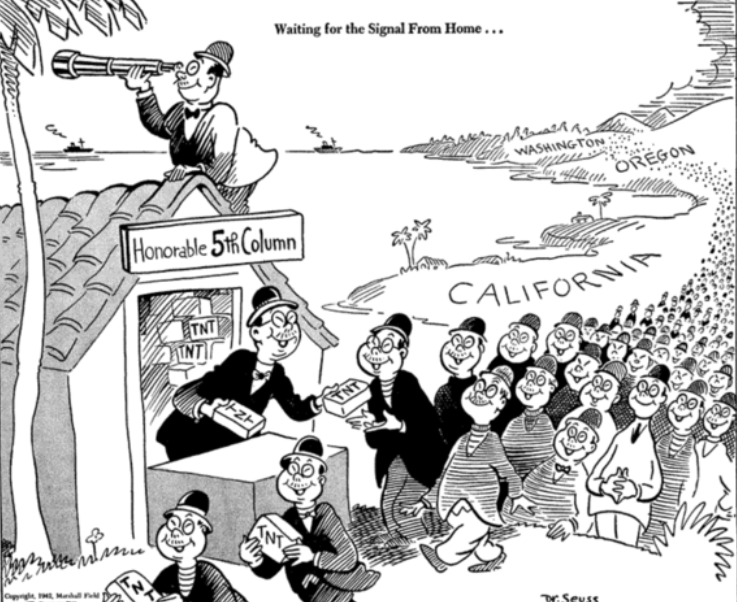 Waiting for the Signal From Home . . .
WASHINGTON
OREGON
Honorable 5th Column
CALIFORNIA
TNT
TNT
TNT
TNT
TNT
TNT
Copyright, 1942, Marshall Field
Dr. Seuss